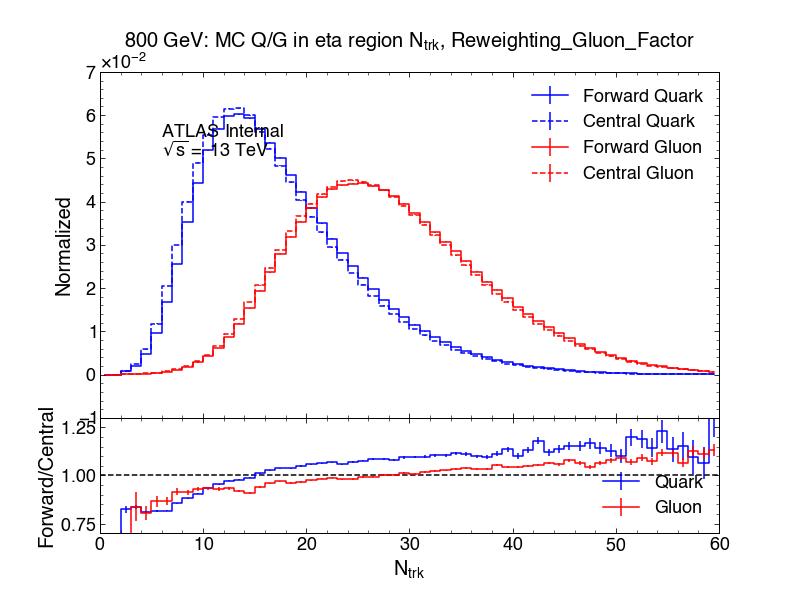 800 GeV: MC Q/G in eta region N_trk, Reweighting_Gluon_Factor
×10⁻²
7
6
5
4
3
2
1
0
−1
Normalized
ATLAS Internal
√s = 13 TeV
Forward Quark
Central Quark
Forward Gluon
Central Gluon
1.25
1.00
0.75
Forward/Central
Quark
Gluon
0 10 20 30 40 50 60
N_trk